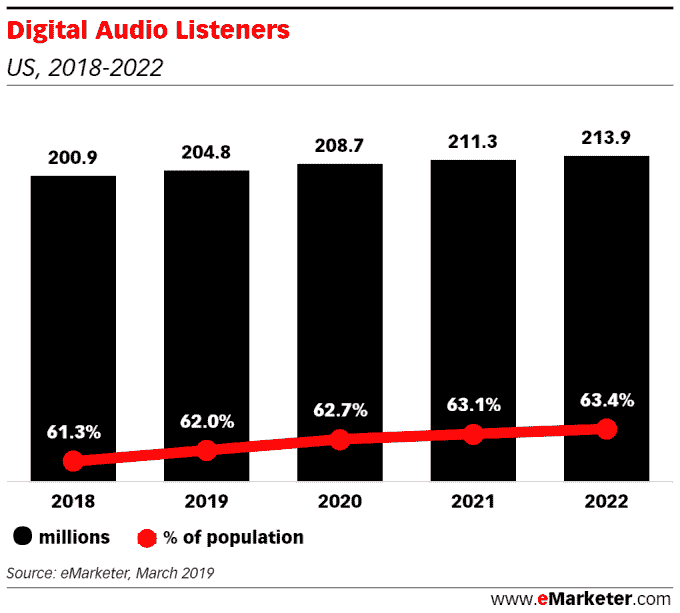 Digital Audio Listeners
US, 2018-2022
200.9 204.8 208.7 211.3 213.9
61.3% 62.0% 62.7% 63.1% 63.4%
2018 2019 2020 2021 2022
millions % of population
Source: eMarketer, March 2019
www.eMarketer.com